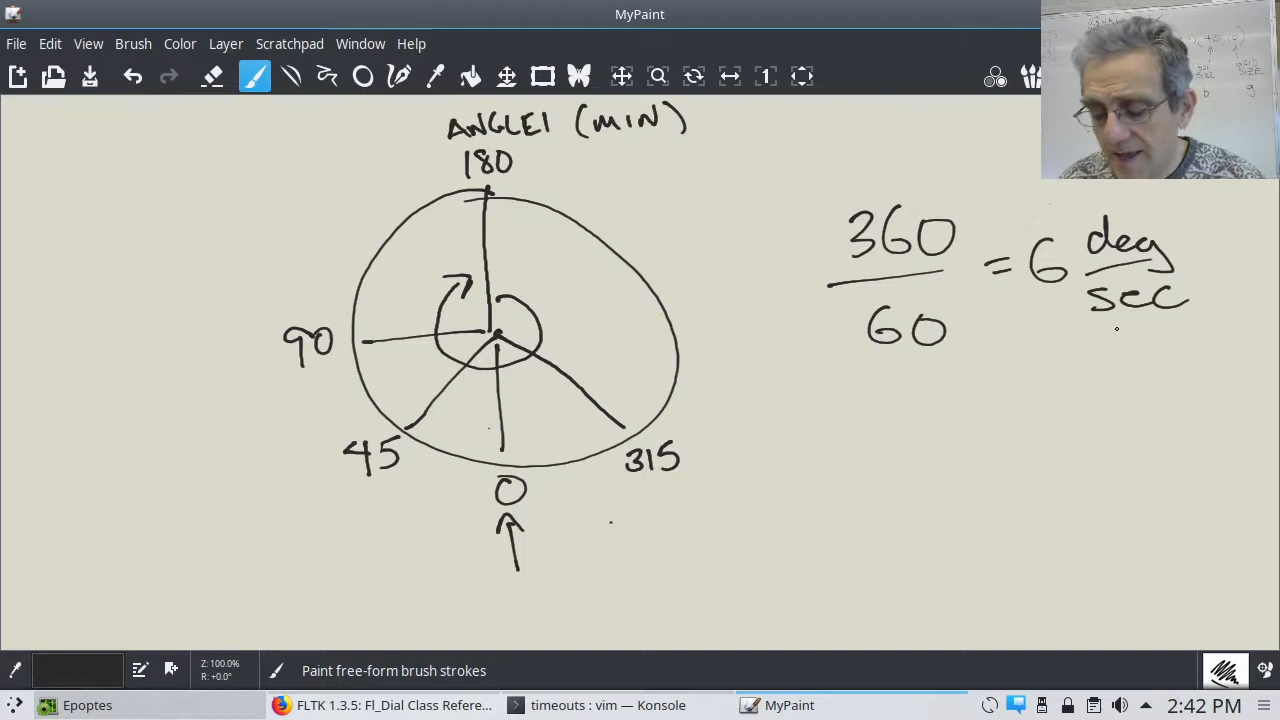 MyPaint
File Edit View Brush Color Layer Scratchpad Window Help
ANGLE1 (MIN)
180
90
45
0
315
360
60
= 6 deg
sec
Z: 100.0%
R: +0.0°
Paint free-form brush strokes
Epoptes
FLTK 1.3.5: Fl_Dial Class Refere...
timeouts : vim — Konsole
MyPaint
2:42 PM